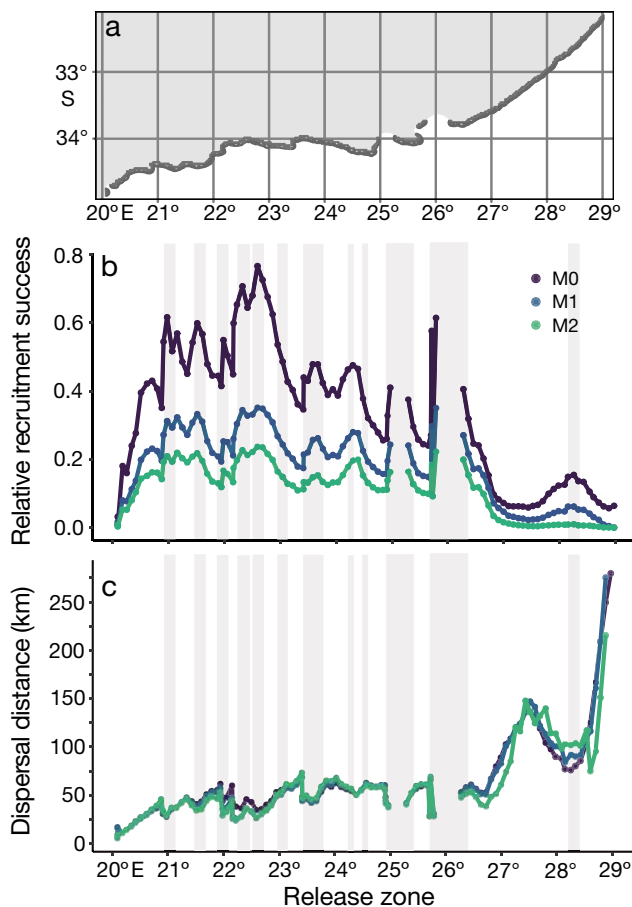 a
33°
S
34°
20° E 21° 22° 23° 24° 25° 26° 27° 28° 29°
b
Relative recruitment success
0.8
0.6
0.4
0.2
0.0
M0
M1
M2
c
Dispersal distance (km)
250
200
150
100
50
0
20° E 21° 22° 23° 24° 25° 26° 27° 28° 29°
Release zone